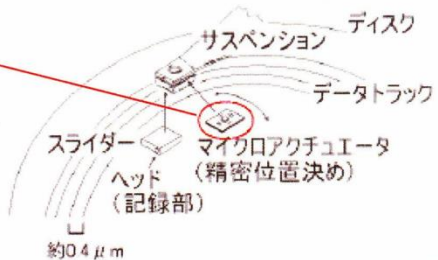 ディスク
サスペンション
データトラック
スライダー
マイクロアクチュエータ
(精密位置決め)
ヘッド
(記録部)
約0.4μm